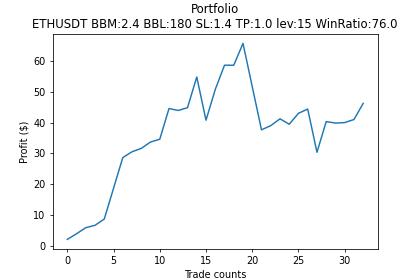 Portfolio
ETHUSDT BBM:2.4 BBL:180 SL:1.4 TP:1.0 lev:15 WinRatio:76.0
60
50
40
30
20
10
0
Profit ($)
0 5 10 15 20 25 30
Trade counts